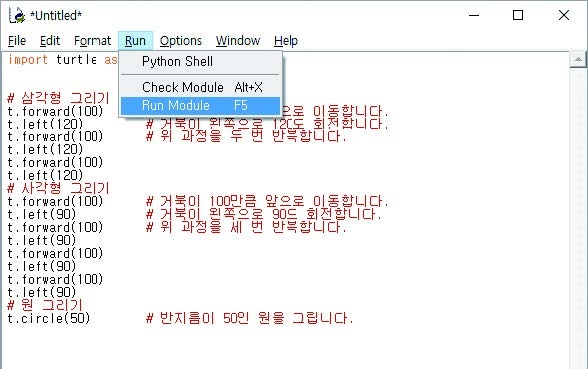 *Untitled*
File Edit Format Run Options Window Help
import turtle as
Python Shell
Check Module Alt+X
Run Module F5
# 삼각형 그리기
t.forward(100) 으로 이동합니다.
t.left(120) # 거북이 왼쪽으로 120도 회전합니다.
t.forward(100) # 위 과정을 두 번 반복합니다.
t.left(120)
t.forward(100)
t.left(120)
# 사각형 그리기
t.forward(100) # 거북이 100만큼 앞으로 이동합니다.
t.left(90) # 거북이 왼쪽으로 90도 회전합니다.
t.forward(100) # 위 과정을 세 번 반복합니다.
t.left(90)
t.forward(100)
t.left(90)
t.forward(100)
t.left(90)
# 원 그리기
t.circle(50) # 반지름이 50인 원을 그립니다.